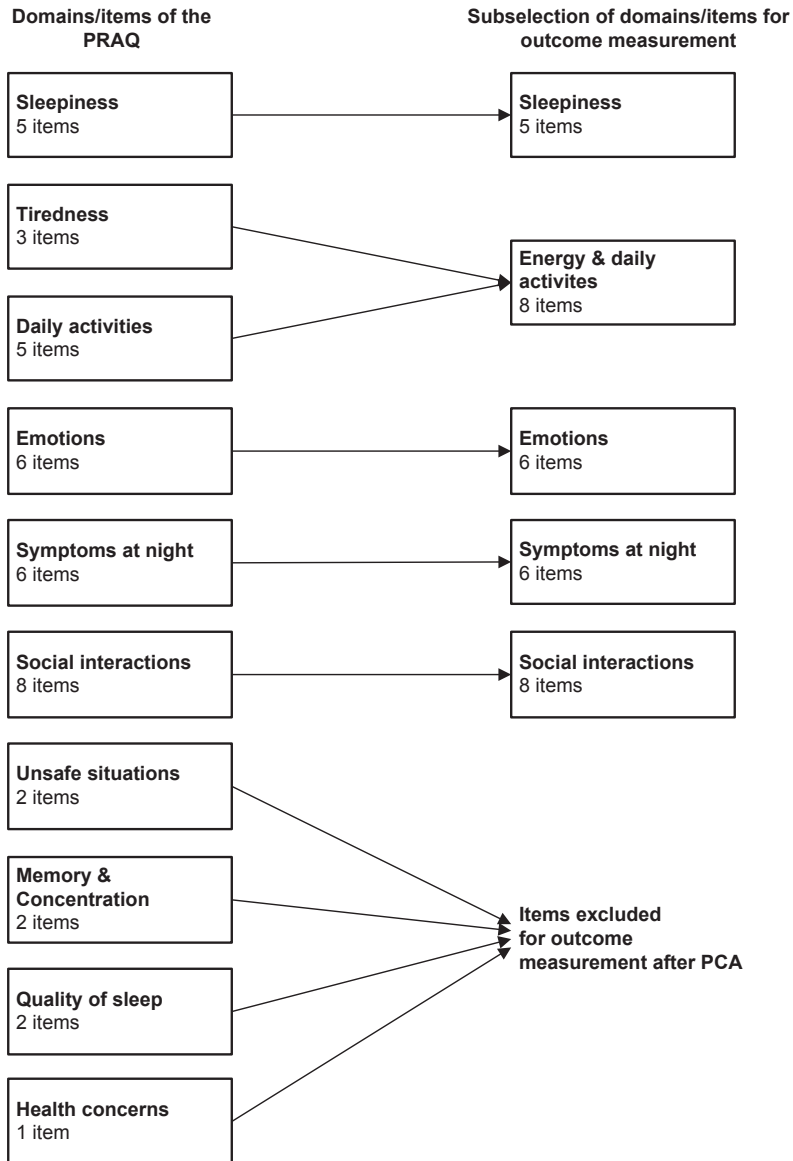 Domains/items of the
PRAQ
Subselection of domains/items for
outcome measurement
Sleepiness
5 items
Sleepiness
5 items
Tiredness
3 items
Daily activities
5 items
Energy & daily
activites
8 items
Emotions
6 items
Emotions
6 items
Symptoms at night
6 items
Symptoms at night
6 items
Social interactions
8 items
Social interactions
8 items
Unsafe situations
2 items
Memory &
Concentration
2 items
Quality of sleep
2 items
Health concerns
1 item
Items excluded
for outcome
measurement after PCA